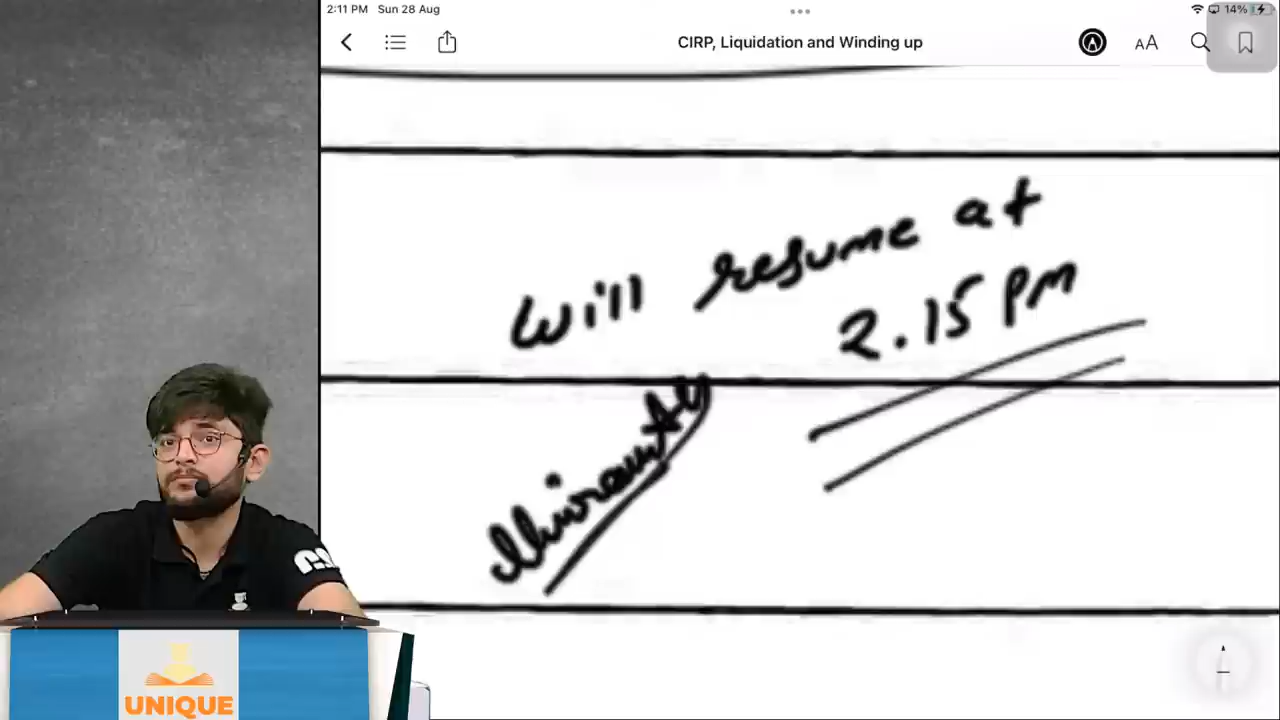 2:11 PM Sun 28 Aug
14%
CIRP, Liquidation and Winding up
AA
will resume at
2.15 PM
CS
UNIQUE